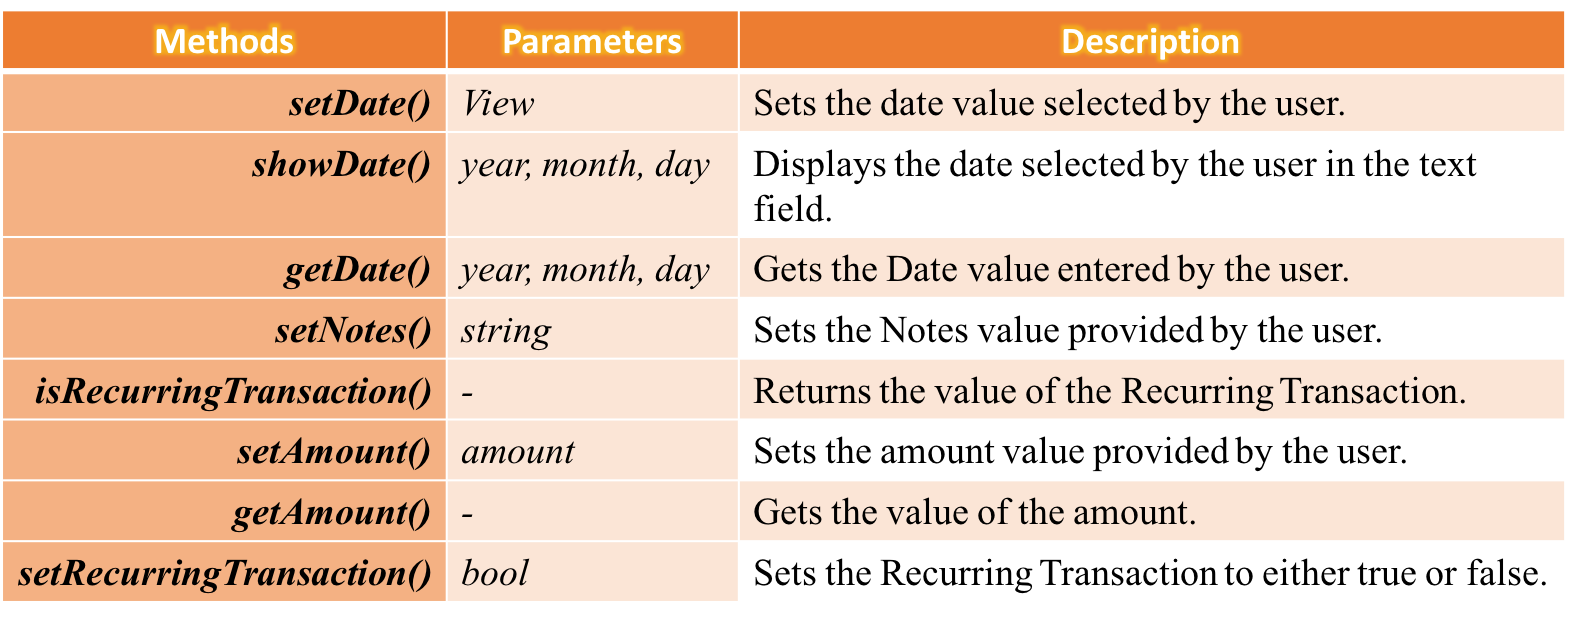 Methods Parameters Description
setDate() View Sets the date value selected by the user.
showDate() year, month, day Displays the date selected by the user in the text
field.
getDate() year, month, day Gets the Date value entered by the user.
setNotes() string Sets the Notes value provided by the user.
isRecurringTransaction() - Returns the value of the Recurring Transaction.
setAmount() amount Sets the amount value provided by the user.
getAmount() - Gets the value of the amount.
setRecurringTransaction() bool Sets the Recurring Transaction to either true or false.